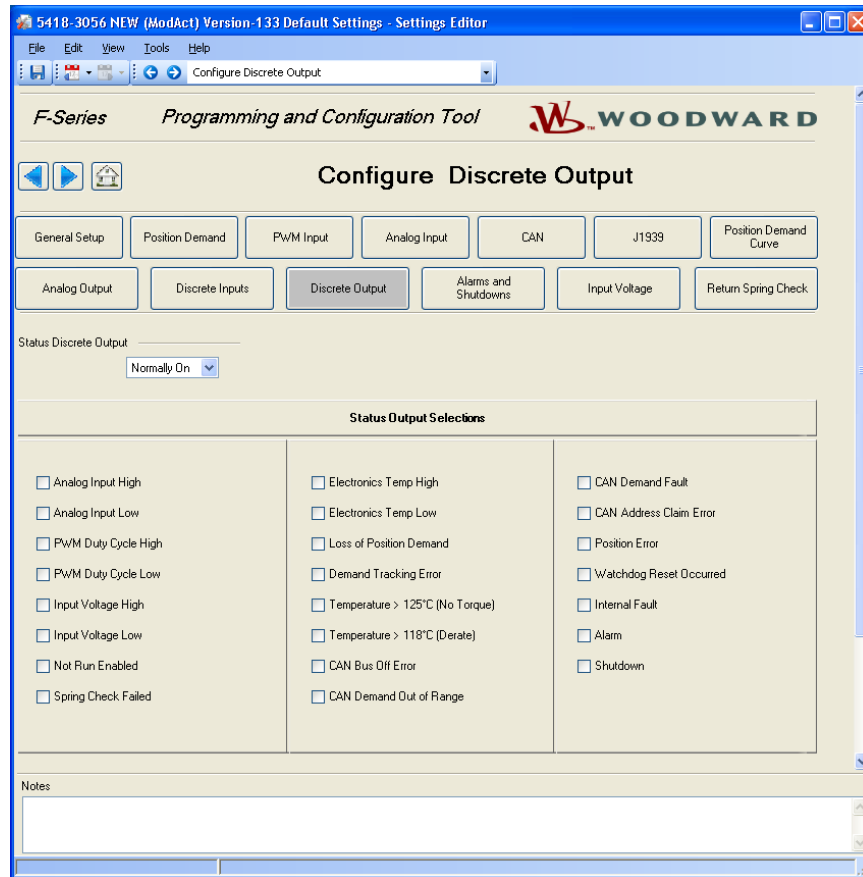 5418-3056 NEW (ModAct) Version-133 Default Settings - Settings Editor
File Edit View Tools Help
Configure Discrete Output
F-Series Programming and Configuration Tool WOODWARD
Configure Discrete Output
General Setup Position Demand PWM Input Analog Input CAN J1939 Position Demand Curve
Analog Output Discrete Inputs Discrete Output Alarms and Shutdowns Input Voltage Return Spring Check
Status Discrete Output
Normally On
Status Output Selections
Analog Input High
Analog Input Low
PWM Duty Cycle High
PWM Duty Cycle Low
Input Voltage High
Input Voltage Low
Not Run Enabled
Spring Check Failed
Electronics Temp High
Electronics Temp Low
Loss of Position Demand
Demand Tracking Error
Temperature > 125°C (No Torque)
Temperature > 118°C (Derate)
CAN Bus Off Error
CAN Demand Out of Range
CAN Demand Fault
CAN Address Claim Error
Position Error
Watchdog Reset Occurred
Internal Fault
Alarm
Shutdown
Notes